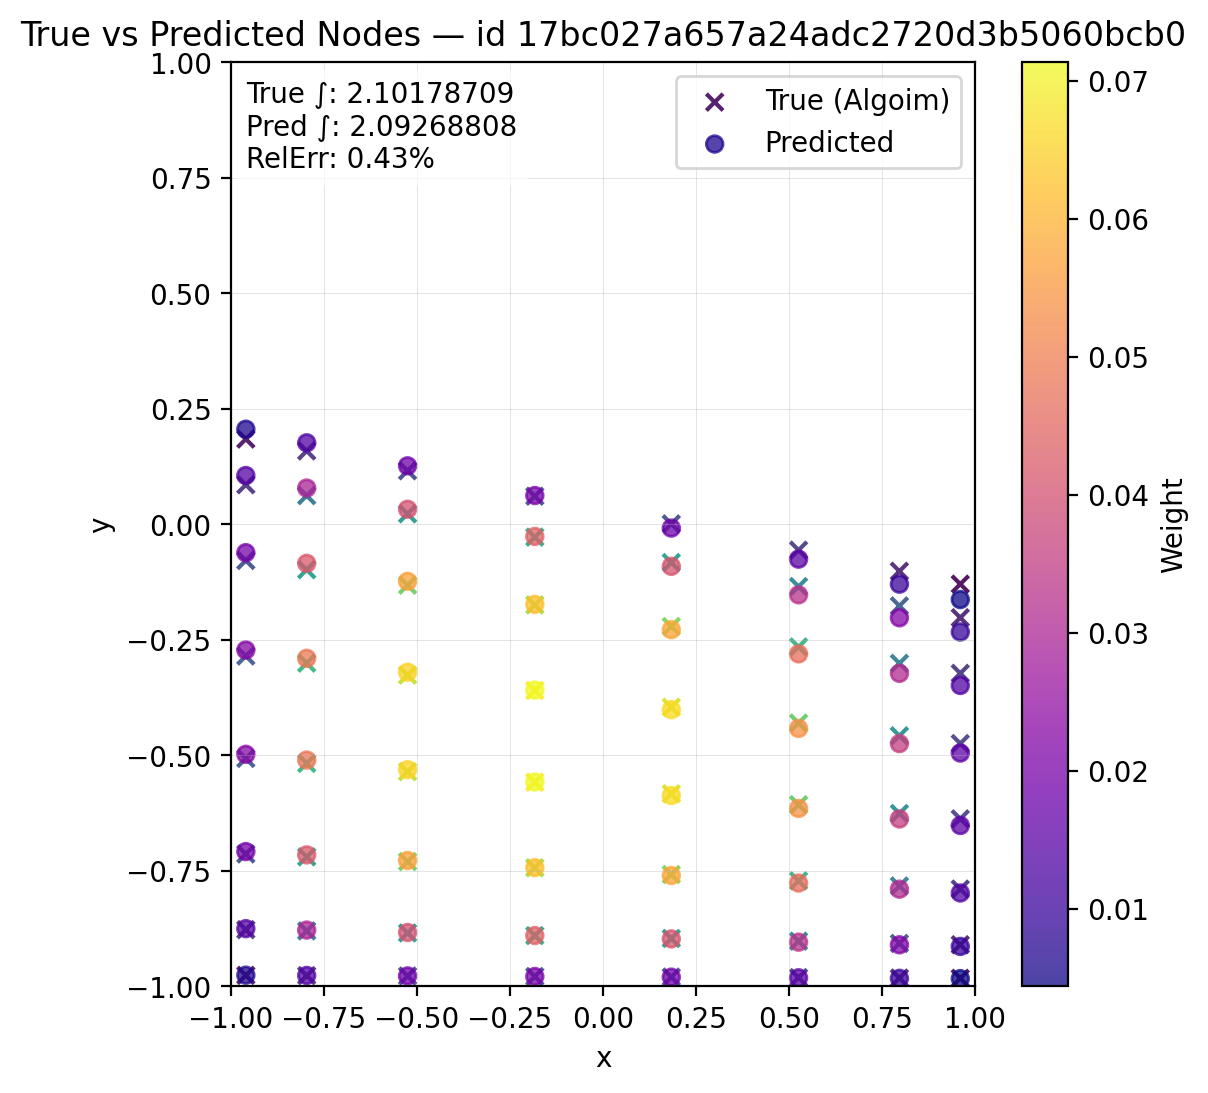 True vs Predicted Nodes — id 17bc027a657a24adc2720d3b5060bcb0
True ∫: 2.10178709
Pred ∫: 2.09268808
RelErr: 0.43%
True (Algoim)
Predicted
1.00
0.75
0.50
0.25
0.00
−0.25
−0.50
−0.75
−1.00
y
−1.00 −0.75 −0.50 −0.25 0.00 0.25 0.50 0.75 1.00
x
0.07
0.06
0.05
0.04
0.03
0.02
0.01
Weight